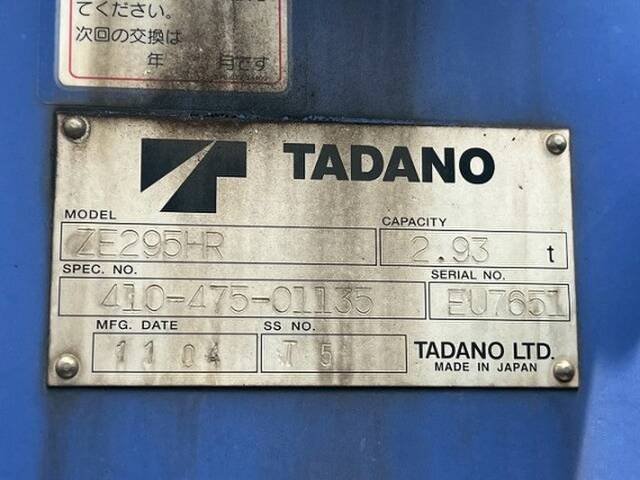 てください。
次回の交換は
年 月です
TADANO
MODEL
ZE295HR
CAPACITY
2.93 t
SPEC. NO.
410-475-01135
SERIAL NO.
EU7651
MFG. DATE
11 04
SS NO.
T5
TADANO LTD.
MADE IN JAPAN